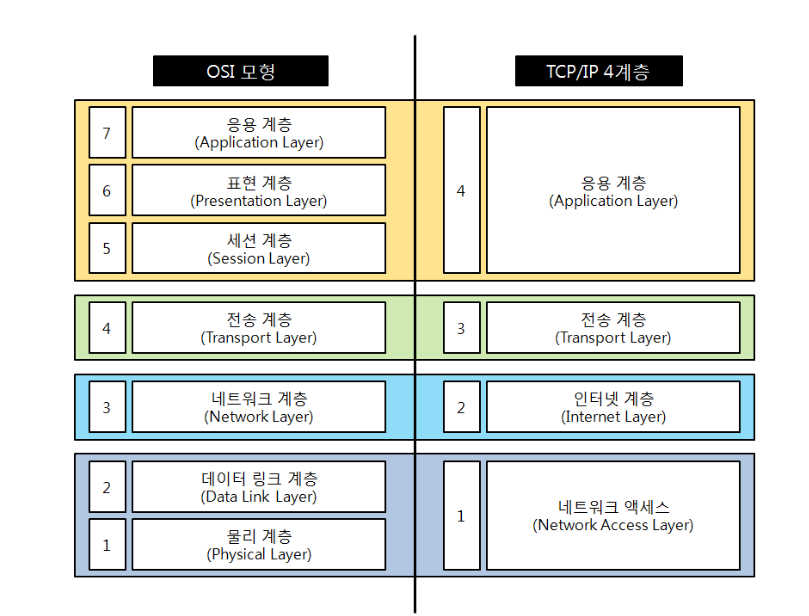 OSI 모형
7
응용 계층
(Application Layer)
6
표현 계층
(Presentation Layer)
5
세션 계층
(Session Layer)
4
전송 계층
(Transport Layer)
3
네트워크 계층
(Network Layer)
2
데이터 링크 계층
(Data Link Layer)
1
물리 계층
(Physical Layer)
TCP/IP 4계층
4
응용 계층
(Application Layer)
3
전송 계층
(Transport Layer)
2
인터넷 계층
(Internet Layer)
1
네트워크 액세스
(Network Access Layer)